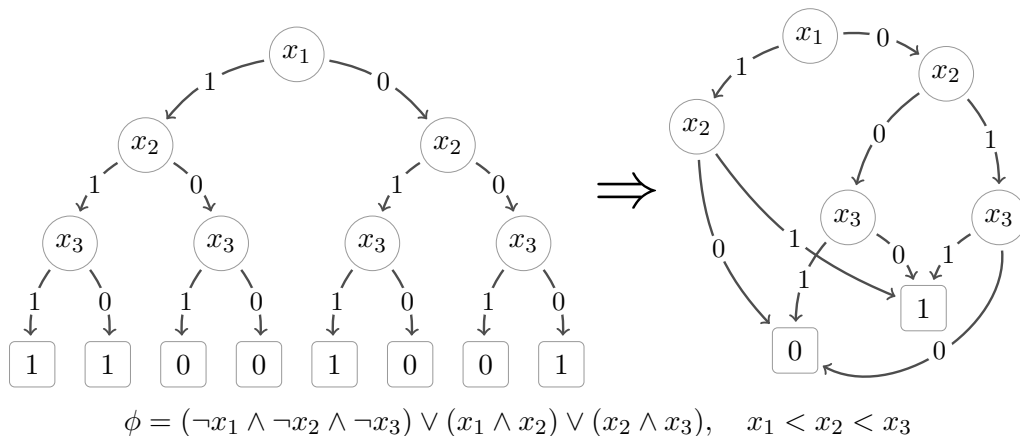 x₁ x₁
1 0 1 0
x₂ x₂ x₂ x₂
1 0 1 0 0 1
x₃ x₃ x₃ x₃ ⇒ x₃ x₃
1 0 1 0 1 0 1 0 0 1 1 0 1 0
1 1 0 0 1 0 0 1 0 1
ϕ = (¬x₁ ∧ ¬x₂ ∧ ¬x₃) ∨ (x₁ ∧ x₂) ∨ (x₂ ∧ x₃), x₁ < x₂ < x₃